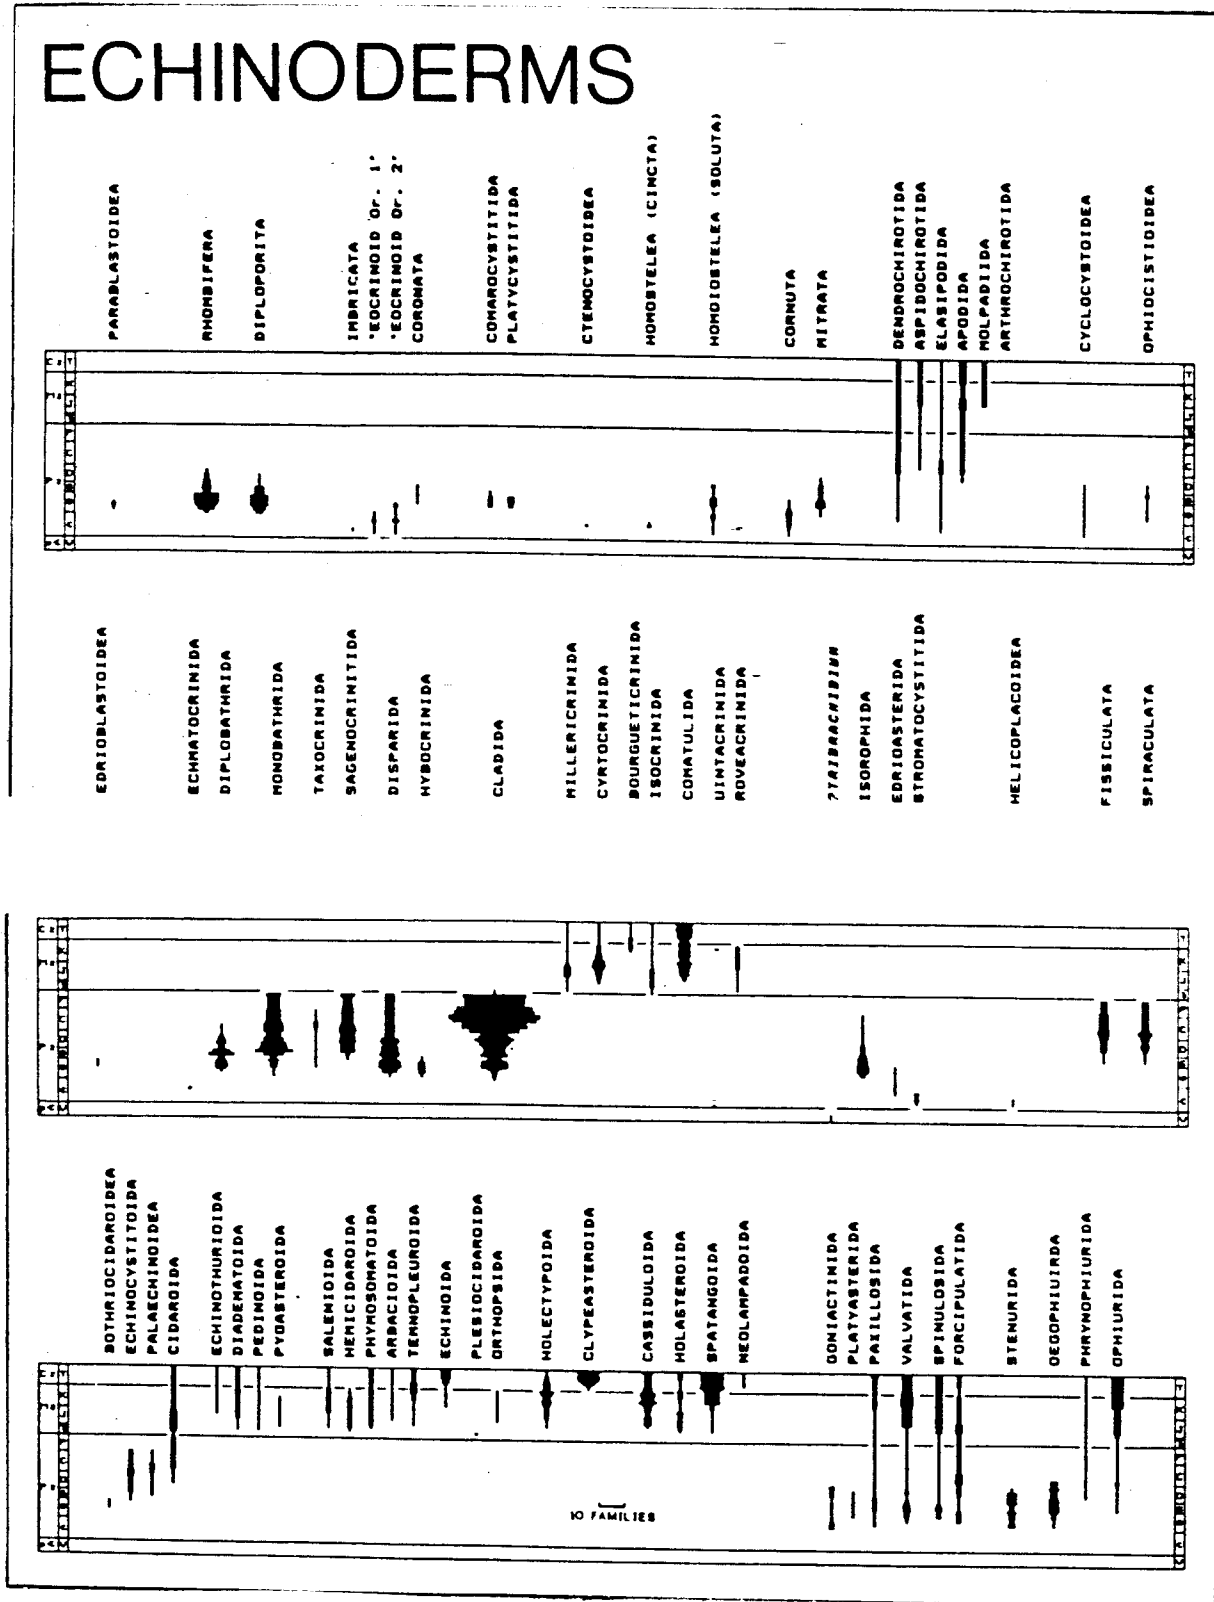 ECHINODERMS
PARABLASTOIDEA
RHOMBIFERA
DIPLOPORITA
IMBRICATA
'EOCRINOID Or. 1'
'EOCRINOID Or. 2'
CORONATA
COMAROCYSTITIDA
PLATYCYSTITIDA
CTENOCYSTOIDEA
HOMOSTELEA (CINCTA)
HOMOIOSTELEA (SOLUTA)
CORNUTA
MITRATA
DENDROCHIROTIDA
ASPIDOCHIROTIDA
ELASIPODIDA
APODIDA
MOLPADIIDA
ARTHROCHIROTIDA
CYCLOCYSTOIDEA
OPHIOCISTIOIDEA
EDRIOBLASTOIDEA
ECHMATOCRINIDA
DIPLOBATHRIDA
MONOBATHRIDA
TAXOCRINIDA
SAGENOCRINITIDA
DISPARIDA
HYBOCRINIDA
CLADIDA
MILLERICRINIDA
CYRTOCRINIDA
BOURGUETICRINIDA
ISOCRINIDA
COMATULIDA
UINTACRINIDA
ROVEACRINIDA
?TRIBRACHIDIUM
ISOROPHIDA
EDRIOASTERIDA
STROMATOCYSTITIDA
HELICOPLACOIDEA
FISSICULATA
SPIRACULATA
BOTHRIOCIDAROIDEA
ECHINOCYSTITOIDA
PALAECHINOIDEA
CIDAROIDA
ECHINOTHURIOIDA
DIADEMATOIDA
PEDINOIDA
PYGASTEROIDA
SALENIOIDA
HEMICIDAROIDA
PHYMOSOMATOIDA
ARBACIOIDA
TEMNOPLEUROIDA
ECHINOIDA
PLESIOCIDAROIDA
ORTHOPSIDA
HOLECTYPOIDA
CLYPEASTEROIDA
CASSIDULOIDA
HOLASTEROIDA
SPATANGOIDA
NEOLAMPADOIDA
GONIACTINIDA
PLATYASTERIDA
PAXILLOSIDA
VALVATIDA
SPINULOSIDA
FORCIPULATIDA
STENURIDA
OEGOPHIUIRDA
PHRYNOPHIURIDA
OPHIURIDA
10 FAMILIES